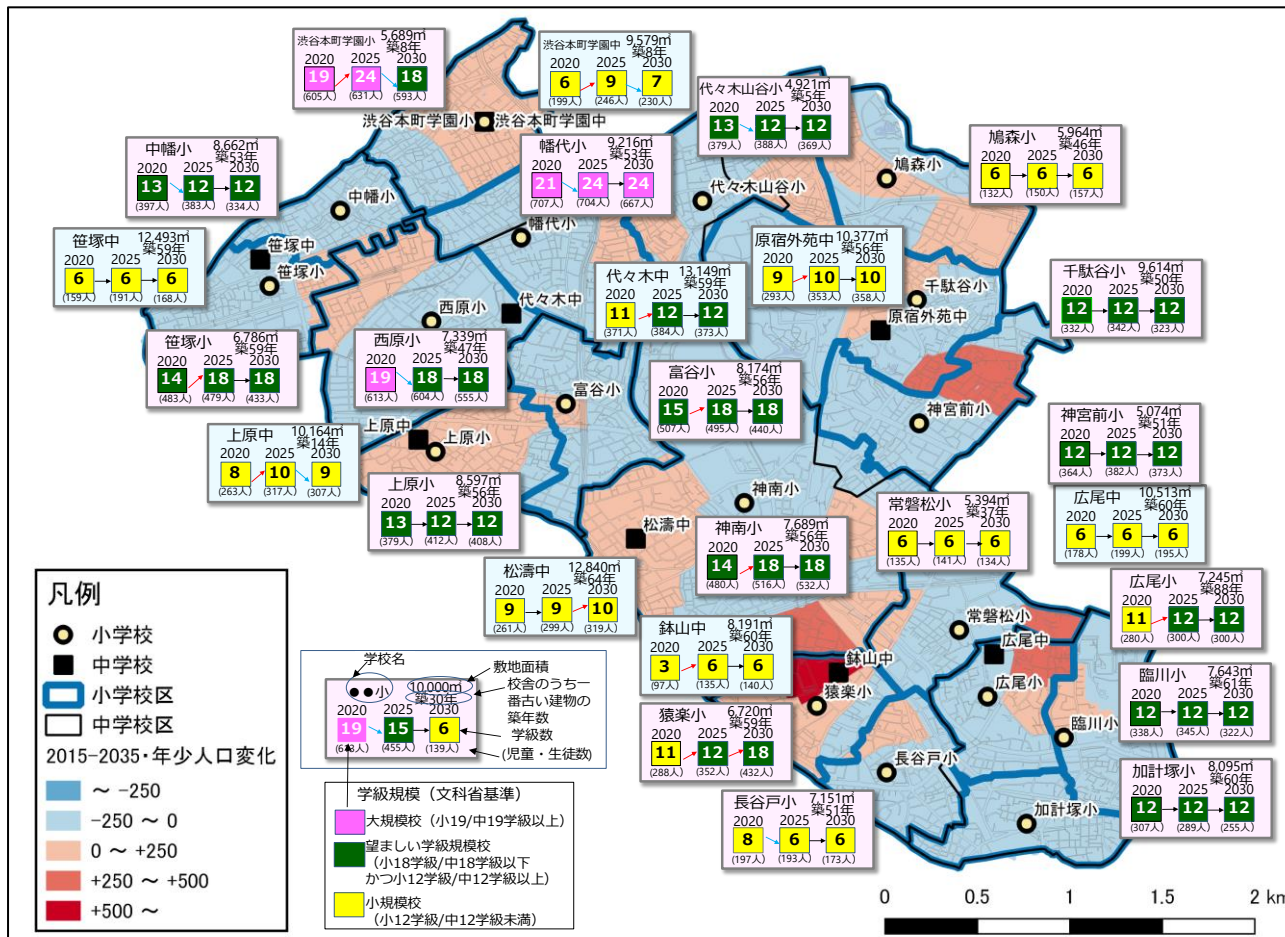 渋谷本町学園小 5,689㎡
築8年
2020 2025 2030
19 24 18
(605人) (631人) (593人)
渋谷本町学園中 9,579㎡
築8年
2020 2025 2030
6 9 7
(199人) (246人) (230人)
代々木山谷小 4,921㎡
築5年
2020 2025 2030
13 12 12
(379人) (388人) (369人)
鳩森小 5,964㎡
築46年
2020 2025 2030
6 6 6
(132人) (150人) (157人)
中幡小 8,662㎡
築53年
2020 2025 2030
13 12 12
(397人) (383人) (334人)
幡代小 9,216㎡
築53年
2020 2025 2030
21 24 24
(707人) (704人) (667人)
笹塚中 12,493㎡
築59年
2020 2025 2030
6 6 6
(159人) (191人) (168人)
代々木中 13,149㎡
築59年
2020 2025 2030
11 12 12
(371人) (384人) (373人)
原宿外苑中 10,377㎡
築56年
2020 2025 2030
9 10 10
(293人) (353人) (358人)
千駄谷小 9,614㎡
築50年
2020 2025 2030
12 12 12
(332人) (342人) (323人)
笹塚小 6,786㎡
築59年
2020 2025 2030
14 18 18
(483人) (479人) (433人)
西原小 7,339㎡
築47年
2020 2025 2030
19 18 18
(613人) (604人) (555人)
富谷小 8,174㎡
築56年
2020 2025 2030
15 18 18
(507人) (495人) (440人)
神宮前小 5,074㎡
築51年
2020 2025 2030
12 12 12
(364人) (382人) (373人)
上原中 10,164㎡
築14年
2020 2025 2030
8 10 9
(263人) (317人) (307人)
上原小 8,597㎡
築56年
2020 2025 2030
13 12 12
(379人) (412人) (408人)
神南小 7,689㎡
築56年
2020 2025 2030
14 18 18
(480人) (516人) (532人)
常磐松小 5,394㎡
築37年
2020 2025 2030
6 6 6
(135人) (141人) (134人)
広尾中 10,513㎡
築60年
2020 2025 2030
6 6 6
(178人) (199人) (195人)
松濤中 12,840㎡
築64年
2020 2025 2030
9 9 10
(261人) (299人) (319人)
広尾小 7,245㎡
築88年
2020 2025 2030
11 12 12
(280人) (300人) (300人)
鉢山中 8,191㎡
築60年
2020 2025 2030
3 6 6
(97人) (135人) (140人)
臨川小 7,643㎡
築61年
2020 2025 2030
12 12 12
(338人) (345人) (322人)
猿楽小 6,720㎡
築59年
2020 2025 2030
11 12 18
(288人) (352人) (432人)
加計塚小 8,095㎡
築60年
2020 2025 2030
12 12 12
(307人) (289人) (255人)
長谷戸小 7,151㎡
築51年
2020 2025 2030
8 6 6
(197人) (193人) (173人)
渋谷本町学園小 渋谷本町学園中
中幡小
幡代小
代々木山谷小
鳩森小
笹塚中
笹塚小
西原小
代々木中
千駄谷小
原宿外苑中
富谷小
神宮前小
上原中
上原小
神南小
松濤中
常磐松小
広尾中
鉢山中
猿楽小
広尾小
臨川小
長谷戸小
加計塚小
凡例
小学校
中学校
小学校区
中学校区
2015-2035・年少人口変化
～ -250
-250 ～ 0
0 ～ +250
+250 ～ +500
+500 ～
学校名
敷地面積
校舎のうち一
番古い建物の
築年数
学級数
(児童・生徒数)
●●小 10,000㎡
築30年
2020 2025 2030
19 15 6
(455人) (139人)
学級規模（文科省基準）
大規模校（小19/中19学級以上）
望ましい学級規模校
（小18学級/中18学級以下
かつ小12学級/中12学級以上）
小規模校
（小12学級/中12学級未満）
0 0.5 1 1.5 2 km